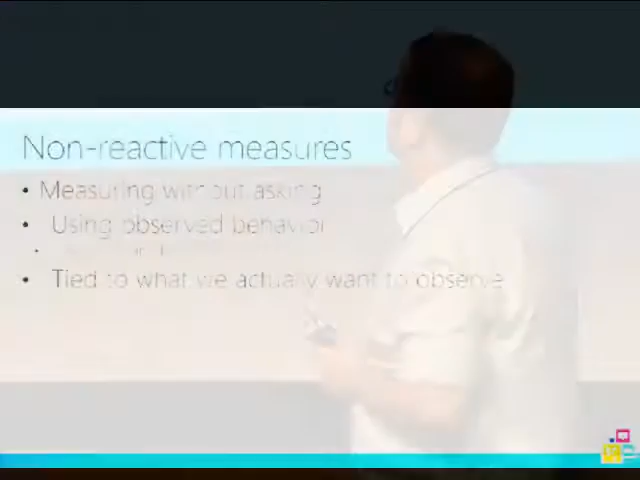 Non-reactive measures
• Measuring without asking
• Using observed behavior
• Tied to what we actually want to observe